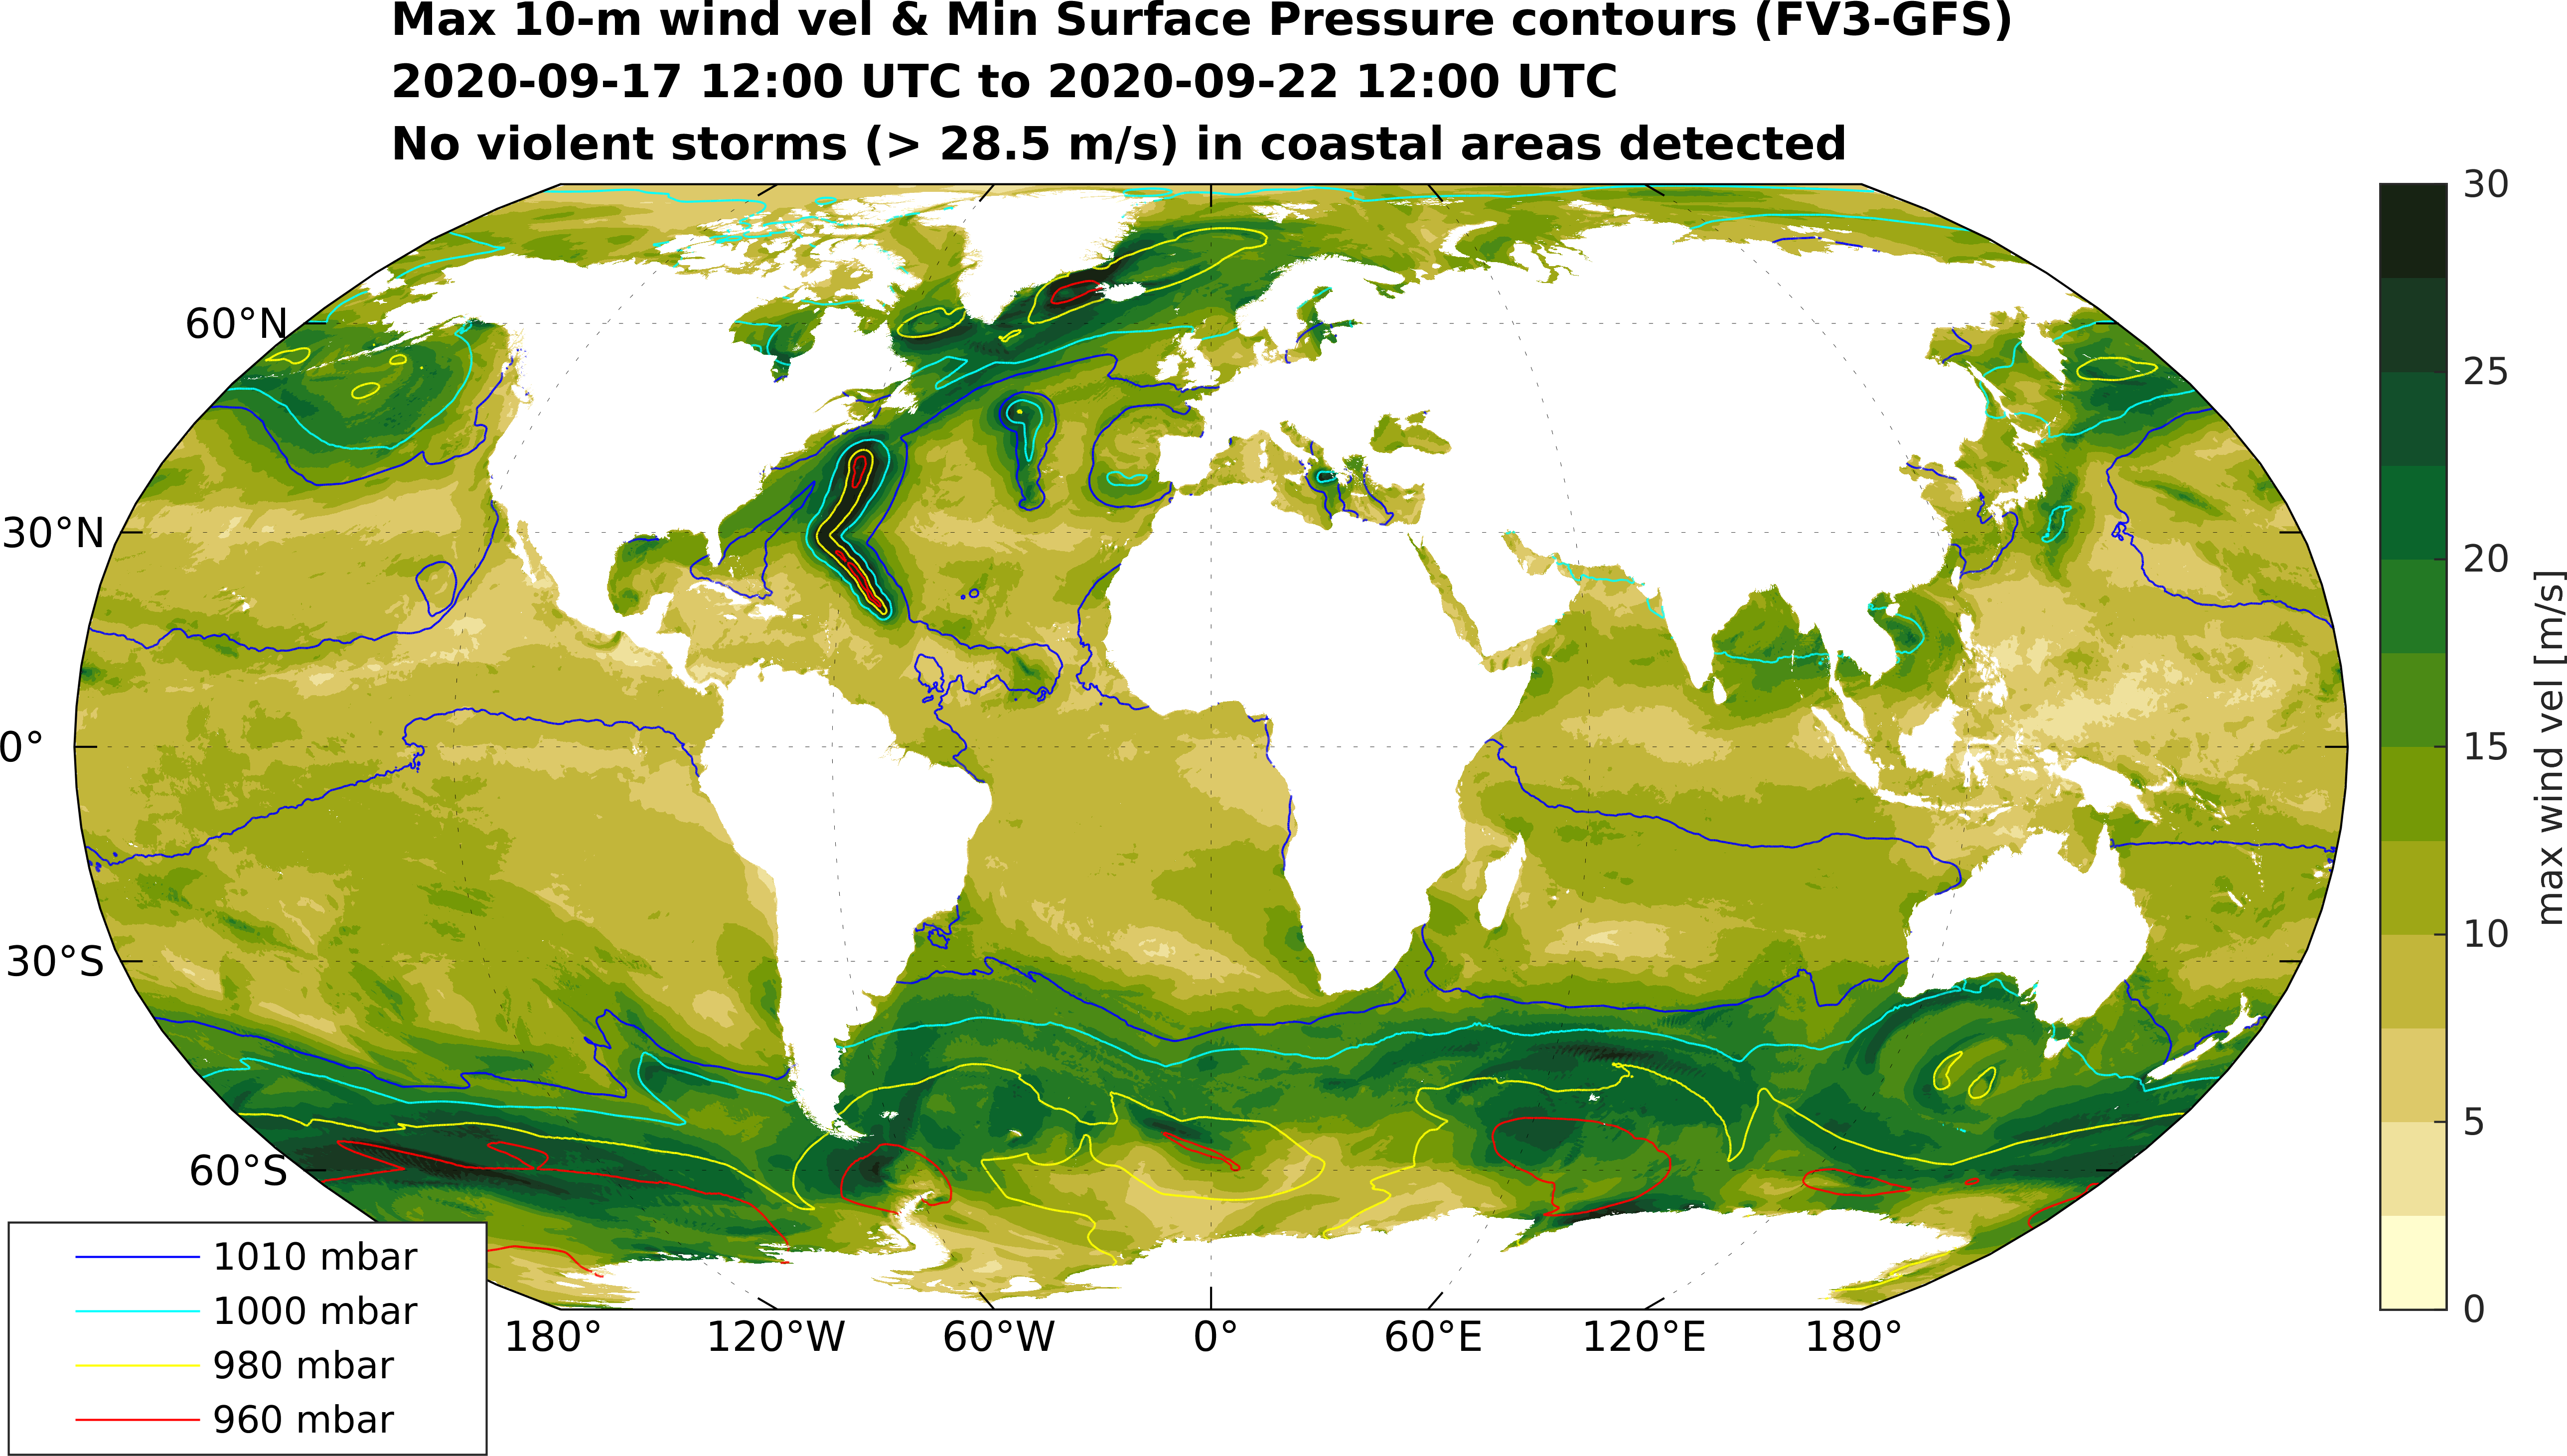 Max 10-m wind vel & Min Surface Pressure contours (FV3-GFS)
2020-09-17 12:00 UTC to 2020-09-22 12:00 UTC
No violent storms (> 28.5 m/s) in coastal areas detected
60°N
30°N
0°
30°S
60°S
180°
120°W
60°W
0°
60°E
120°E
180°
1010 mbar
1000 mbar
980 mbar
960 mbar
30
25
20
15
10
5
0
max wind vel [m/s]